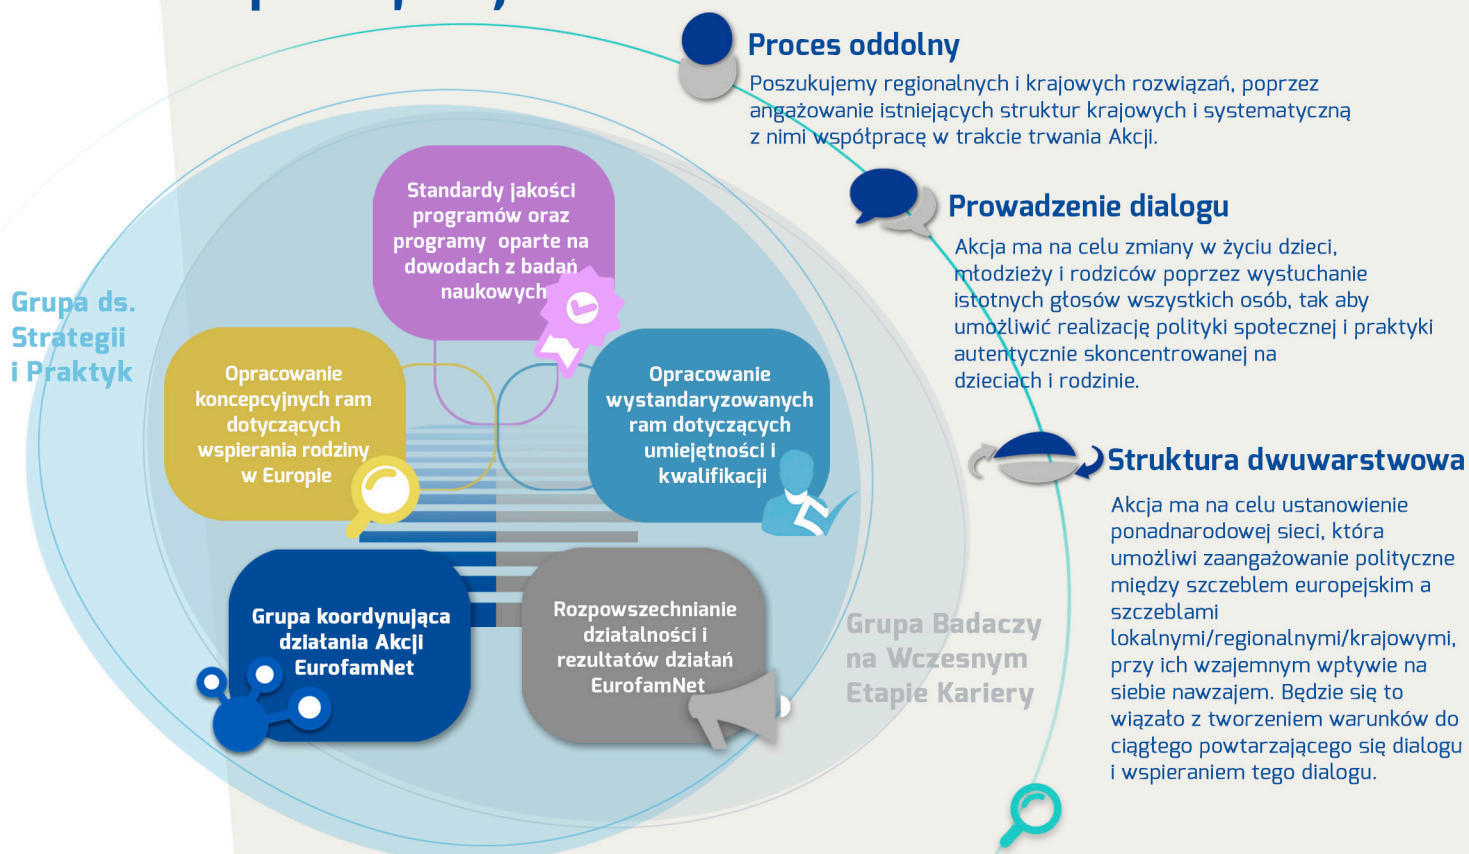 Proces oddolny
Poszukujemy regionalnych i krajowych rozwiązań, poprzez
angażowanie istniejących struktur krajowych i systematyczną
z nimi współpracę w trakcie trwania Akcji.
Prowadzenie dialogu
Akcja ma na celu zmiany w życiu dzieci,
młodzieży i rodziców poprzez wysłuchanie
istotnych głosów wszystkich osób, tak aby
umożliwić realizację polityki społecznej i praktyki
autentycznie skoncentrowanej na
dzieciach i rodzinie.
Struktura dwuwarstwowa
Akcja ma na celu ustanowienie
ponadnarodowej sieci, która
umożliwi zaangażowanie polityczne
między szczeblem europejskim a
szczeblami
lokalnymi/regionalnymi/krajowymi,
przy ich wzajemnym wpływie na
siebie nawzajem. Będzie się to
wiązało z tworzeniem warunków do
ciągłego powtarzającego się dialogu
i wspieraniem tego dialogu.
Grupa ds.
Strategii
i Praktyk
Standardy jakości
programów oraz
programy oparte na
dowodach z badań
naukowych
Opracowanie
koncepcyjnych ram
dotyczących
wspierania rodziny
w Europie
Opracowanie
wystandaryzowanych
ram dotyczących
umiejętności i
kwalifikacji
Grupa koordynująca
działania Akcji
EurofamNet
Rozpowszechnianie
działalności i
rezultatów działań
EurofamNet
Grupa Badaczy
na Wczesnym
Etapie Kariery